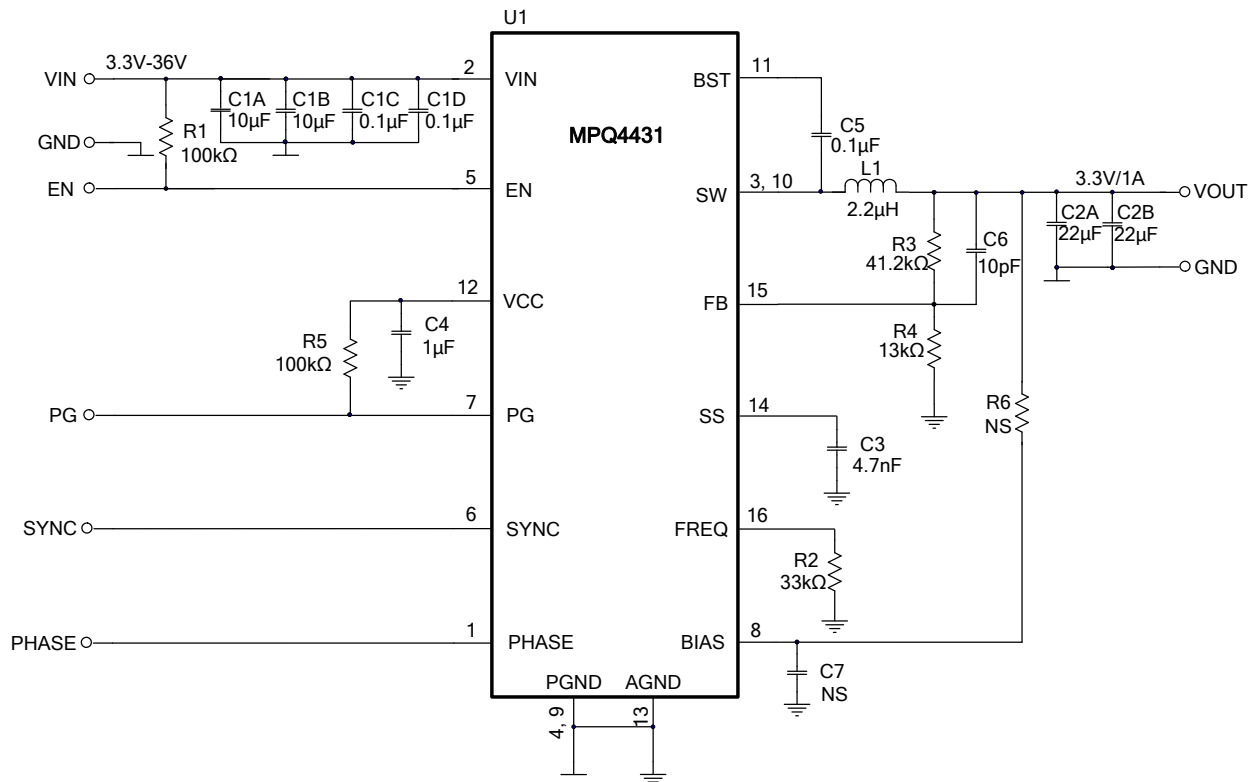 U1
MPQ4431
VIN
3.3V-36V
2
VIN
C1A
10µF
C1B
10µF
C1C
0.1µF
C1D
0.1µF
GND
R1
100kΩ
EN
5
EN
12
VCC
C4
1µF
R5
100kΩ
PG
7
PG
SYNC
6
SYNC
PHASE
1
PHASE
BST
11
C5
0.1µF
SW
3, 10
L1
2.2µH
3.3V/1A
VOUT
C2A
22µF
C2B
22µF
GND
R3
41.2kΩ
C6
10pF
FB
15
R4
13kΩ
SS
14
C3
4.7nF
R6
NS
FREQ
16
R2
33kΩ
BIAS
8
C7
NS
PGND
4, 9
AGND
13